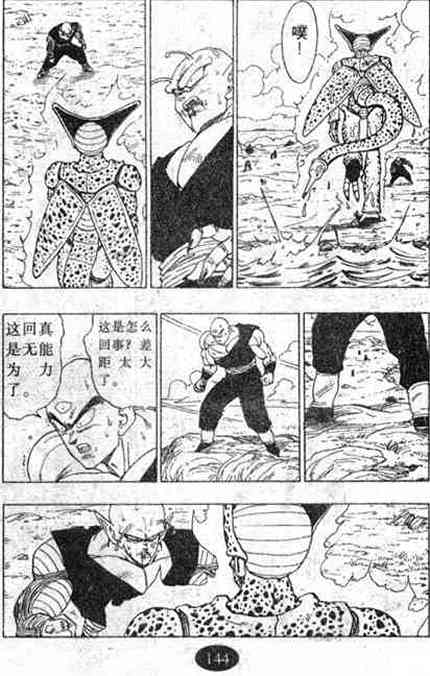 噗！
这是怎么
回事？差
距太大
了。
这回真
是无能
为力
了。
144